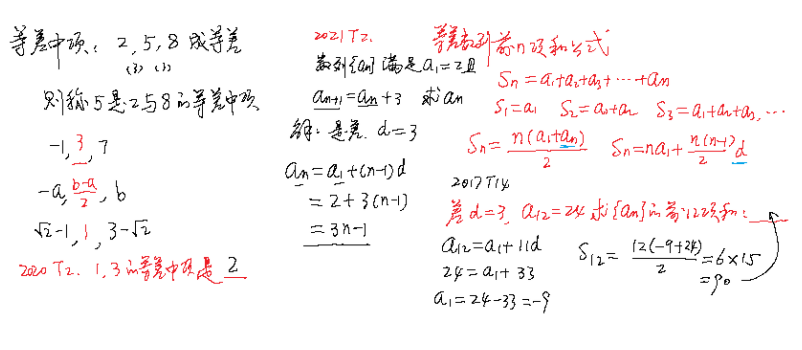 等差中项：2,5,8成等差
(3) (3)
则称5是2与8的等差中项
-1, 3, 7
-a, (b-a)/2, b
√2-1, 1, 3-√2
2020 T2. 1,3的等差中项是 2
2021 T2.
数列{an}满足a₁=2且
an+1=an+3 求an
解：是差. d=3
an=a₁+(n-1)d
=2+3(n-1)
=3n-1
等差数列前n项和公式
Sn=a₁+a₂+a₃+…+an
S₁=a₁ S₂=a₁+a₂ S₃=a₁+a₂+a₃,…
Sn=n(a₁+an)/2 Sn=na₁+n(n-1)/2 d
2017 T14
差d=3, a12=24求{an}的前12项和:
a12=a₁+11d
24=a₁+33
a₁=24-33=-9
S12=12(-9+24)/2=6×15
=90